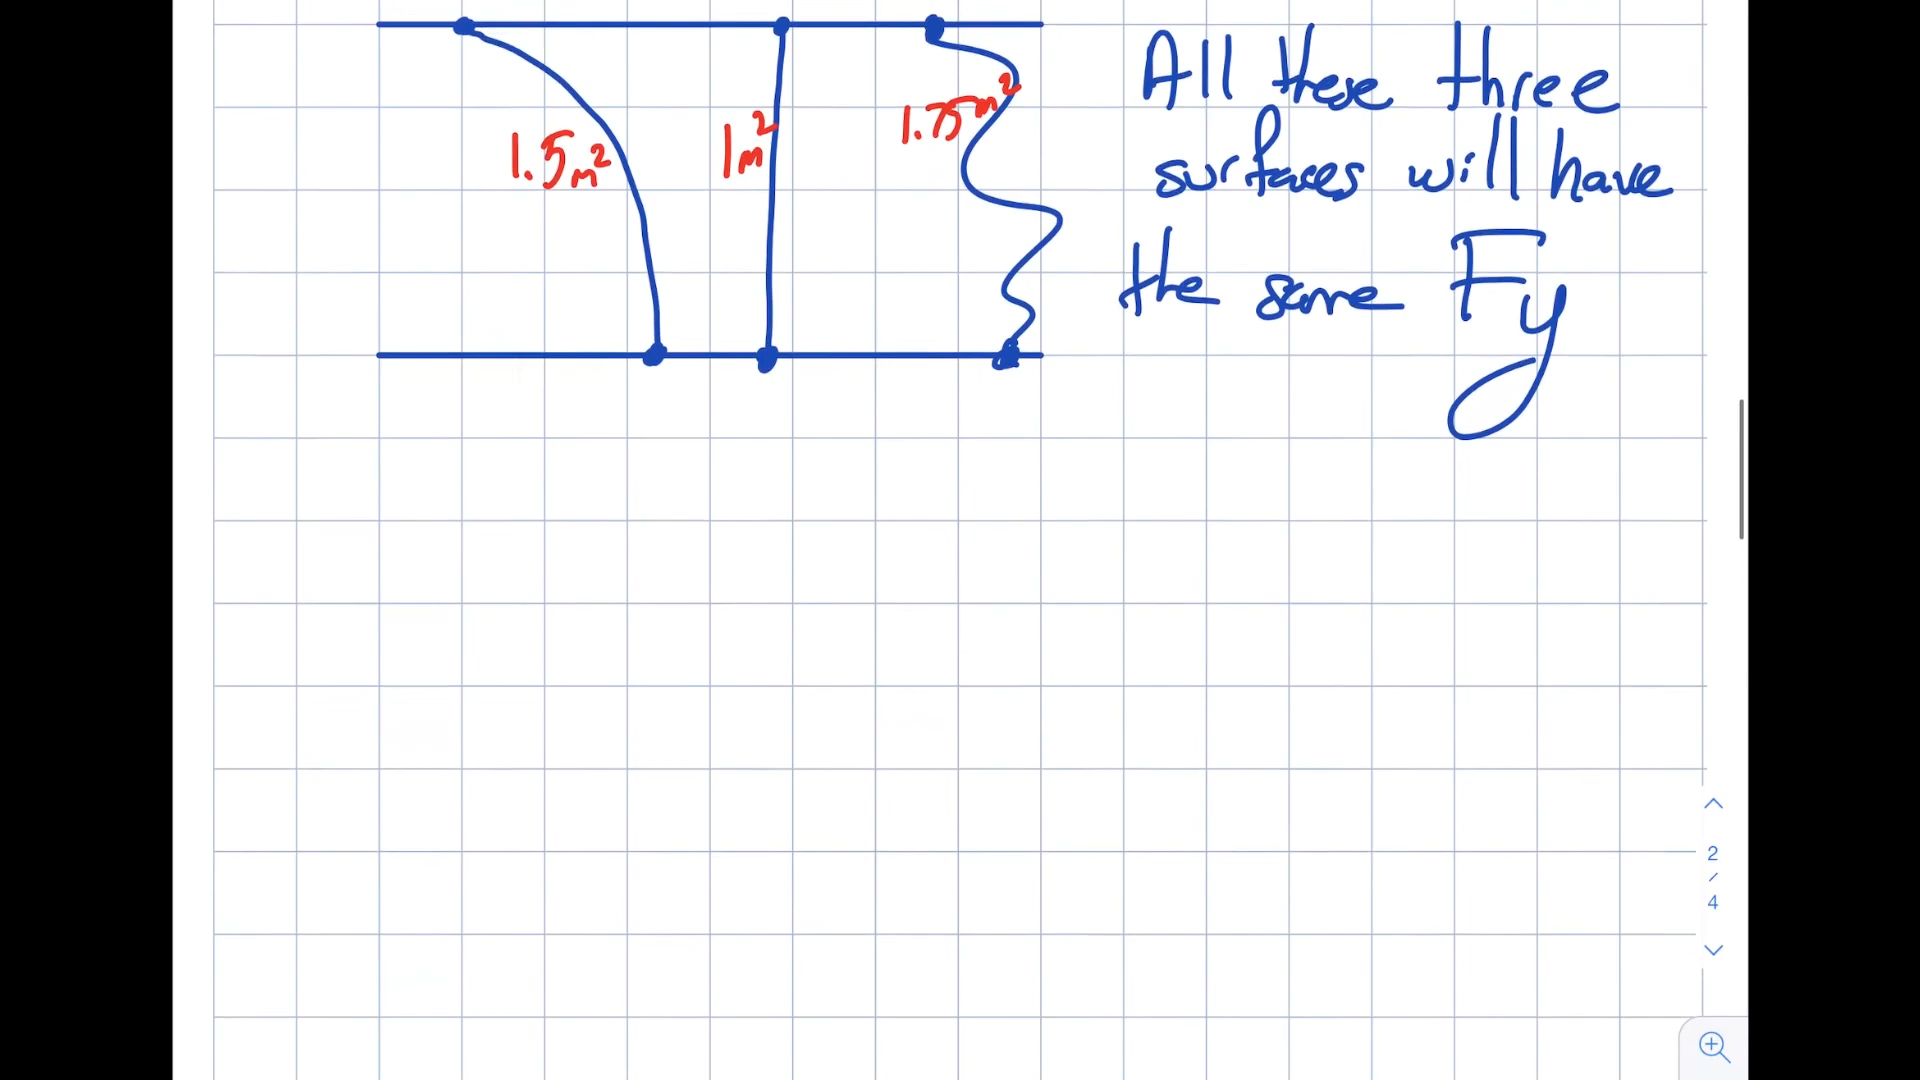 1.5m²
1m²
1.75m²
All these three
surfaces will have
the same Fy
2
/
4